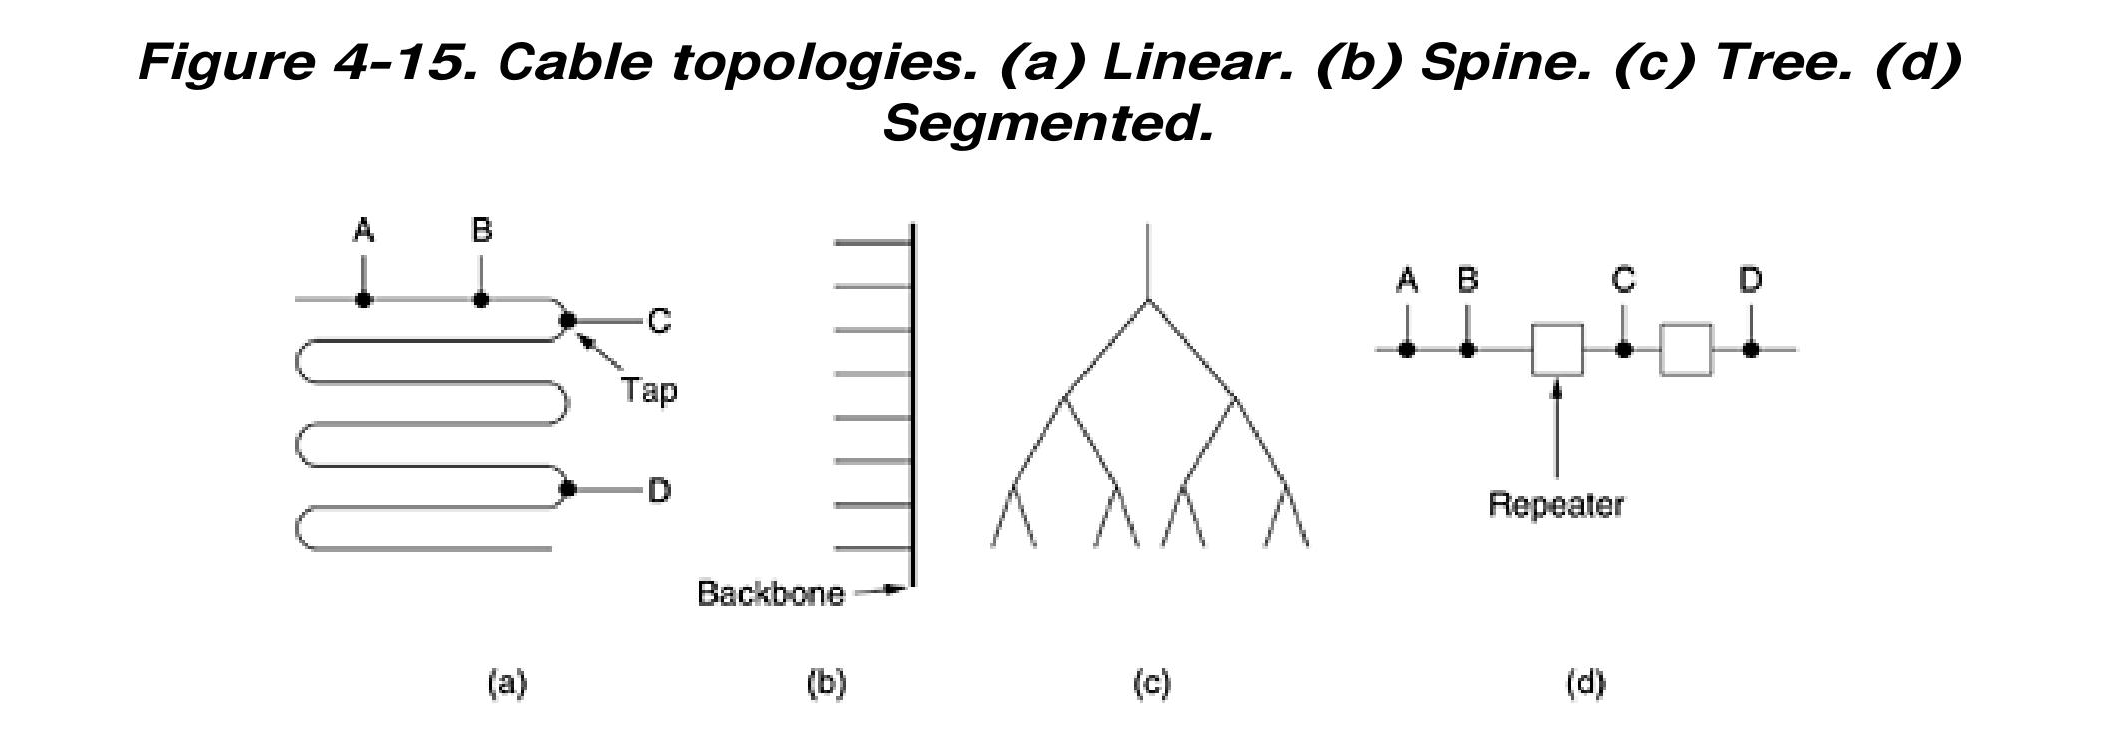 Figure 4-15. Cable topologies. (a) Linear. (b) Spine. (c) Tree. (d)
Segmented.
A B
C
Tap
D
Backbone
A B C D
Repeater
(a) (b) (c) (d)